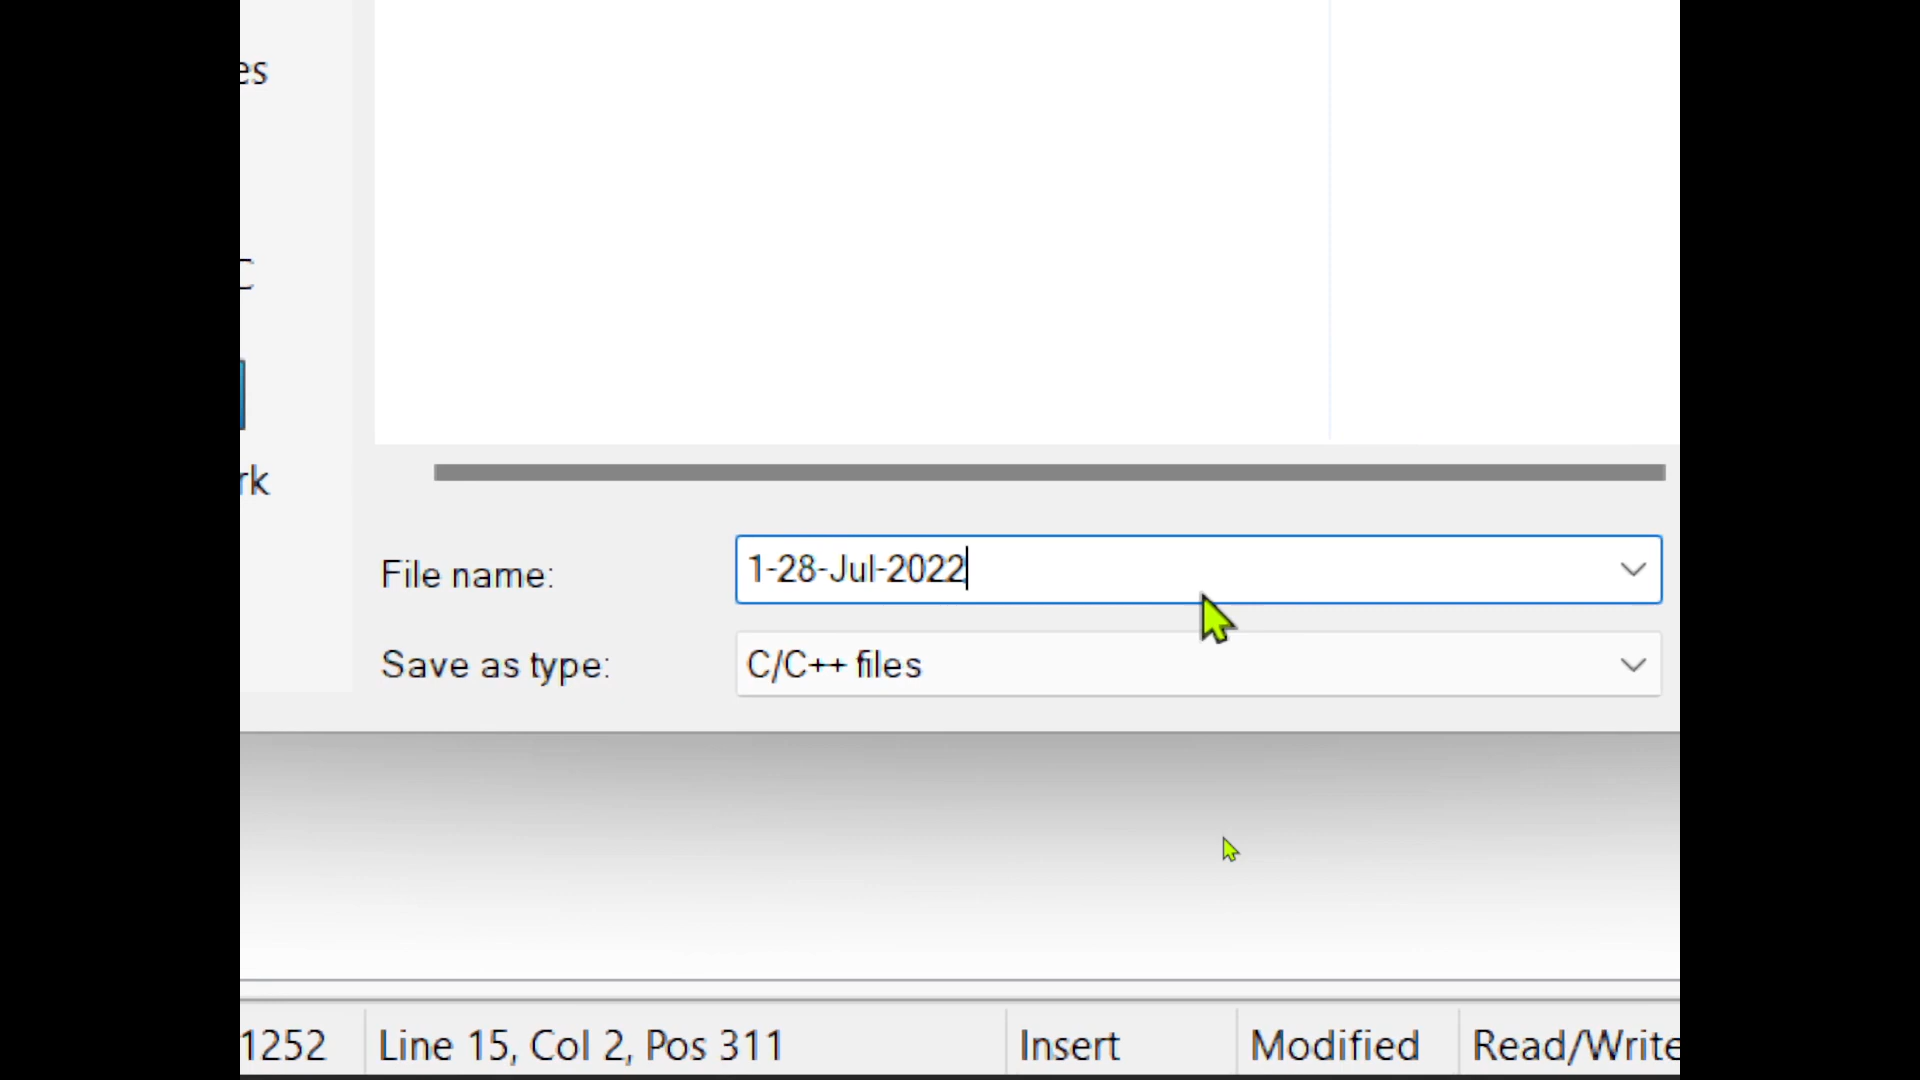 es
C
rk
File name: 1-28-Jul-2022
Save as type: C/C++ files
1252 Line 15, Col 2, Pos 311 Insert Modified Read/Write